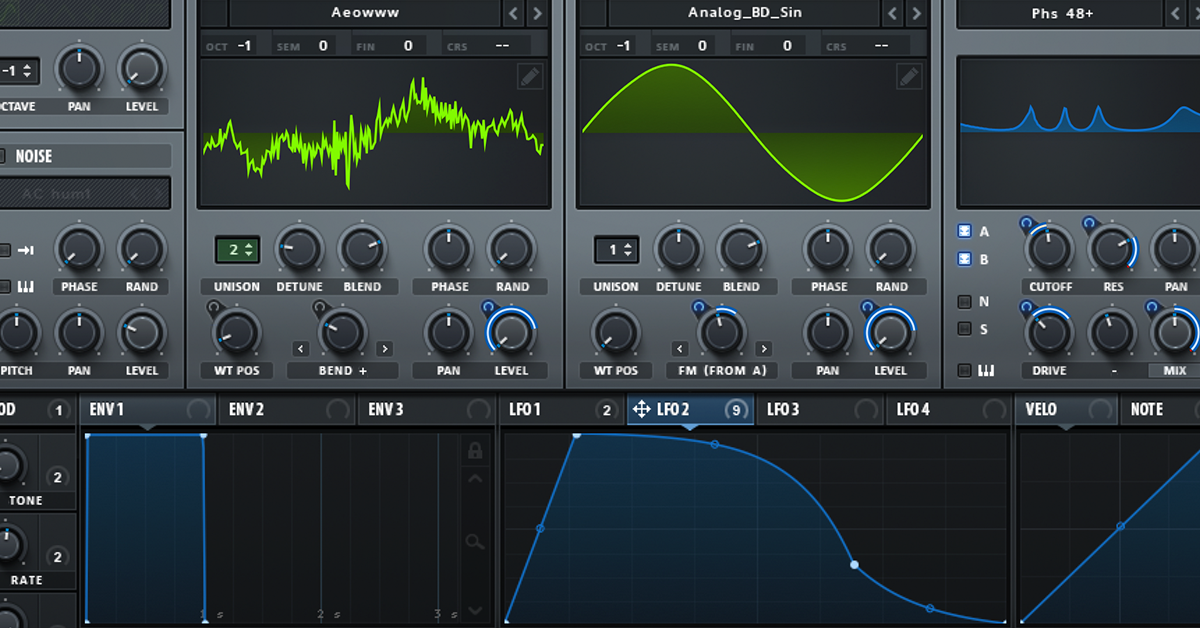 Aeowww
Analog_BD_Sin
Phs 48+
OCT -1 SEM 0 FIN 0 CRS --
OCT -1 SEM 0 FIN 0 CRS --
-1
CTAVE PAN LEVEL
NOISE
AC hum1
2
1
A
B
PHASE RAND
UNISON DETUNE BLEND PHASE RAND
UNISON DETUNE BLEND PHASE RAND
CUTOFF RES PAN
N
S
PITCH PAN LEVEL
WT POS BEND + PAN LEVEL
WT POS FM (FROM A) PAN LEVEL
DRIVE - MIX
OD 1 ENV 1 ENV 2 ENV 3 LFO 1 2 LFO 2 9 LFO 3 LFO 4 VELO NOTE
2
TONE
2
RATE
1 s 2 s 3 s